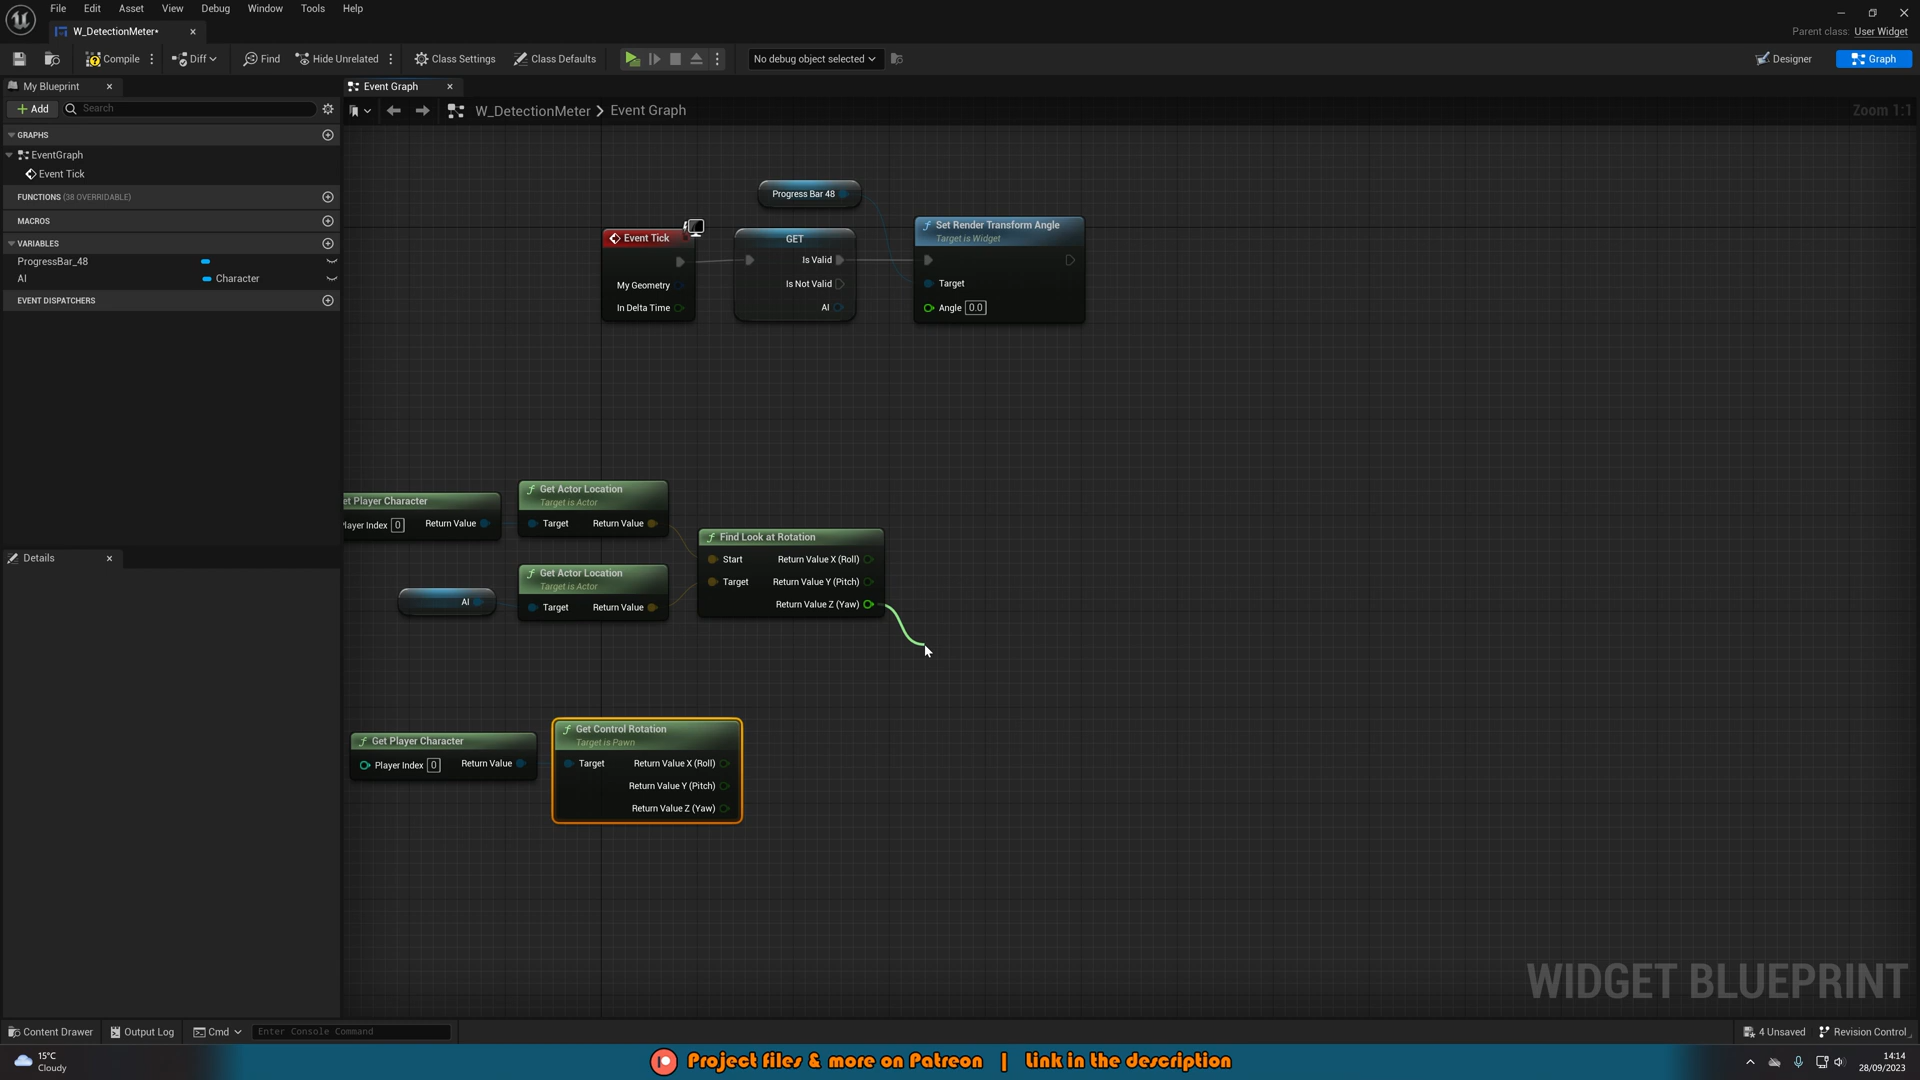 File Edit Asset View Debug Window Tools Help
W_DetectionMeter*
Parent class: User Widget
Compile Diff Find Hide Unrelated Class Settings Class Defaults No debug object selected Designer Graph
My Blueprint
Event Graph
Add Search
W_DetectionMeter > Event Graph
Zoom 1:1
GRAPHS
EventGraph
Event Tick
FUNCTIONS (38 OVERRIDABLE)
MACROS
VARIABLES
ProgressBar_48
AI Character
EVENT DISPATCHERS
Details
Progress Bar 48
Event Tick
My Geometry
In Delta Time
GET
Is Valid
Is Not Valid
AI
Set Render Transform Angle
Target is Widget
Target
Angle 0.0
et Player Character
layer Index 0 Return Value
Get Actor Location
Target is Actor
Target Return Value
Get Actor Location
Target is Actor
Target Return Value
AI
Find Look at Rotation
Start Return Value X (Roll)
Target Return Value Y (Pitch)
Return Value Z (Yaw)
Get Player Character
Player Index 0 Return Value
Get Control Rotation
Target is Pawn
Target Return Value X (Roll)
Return Value Y (Pitch)
Return Value Z (Yaw)
WIDGET BLUEPRINT
Content Drawer Output Log Cmd Enter Console Command 4 Unsaved Revision Control
15°C
Cloudy
Project files & more on Patreon | Link in the description
14:14
28/09/2023